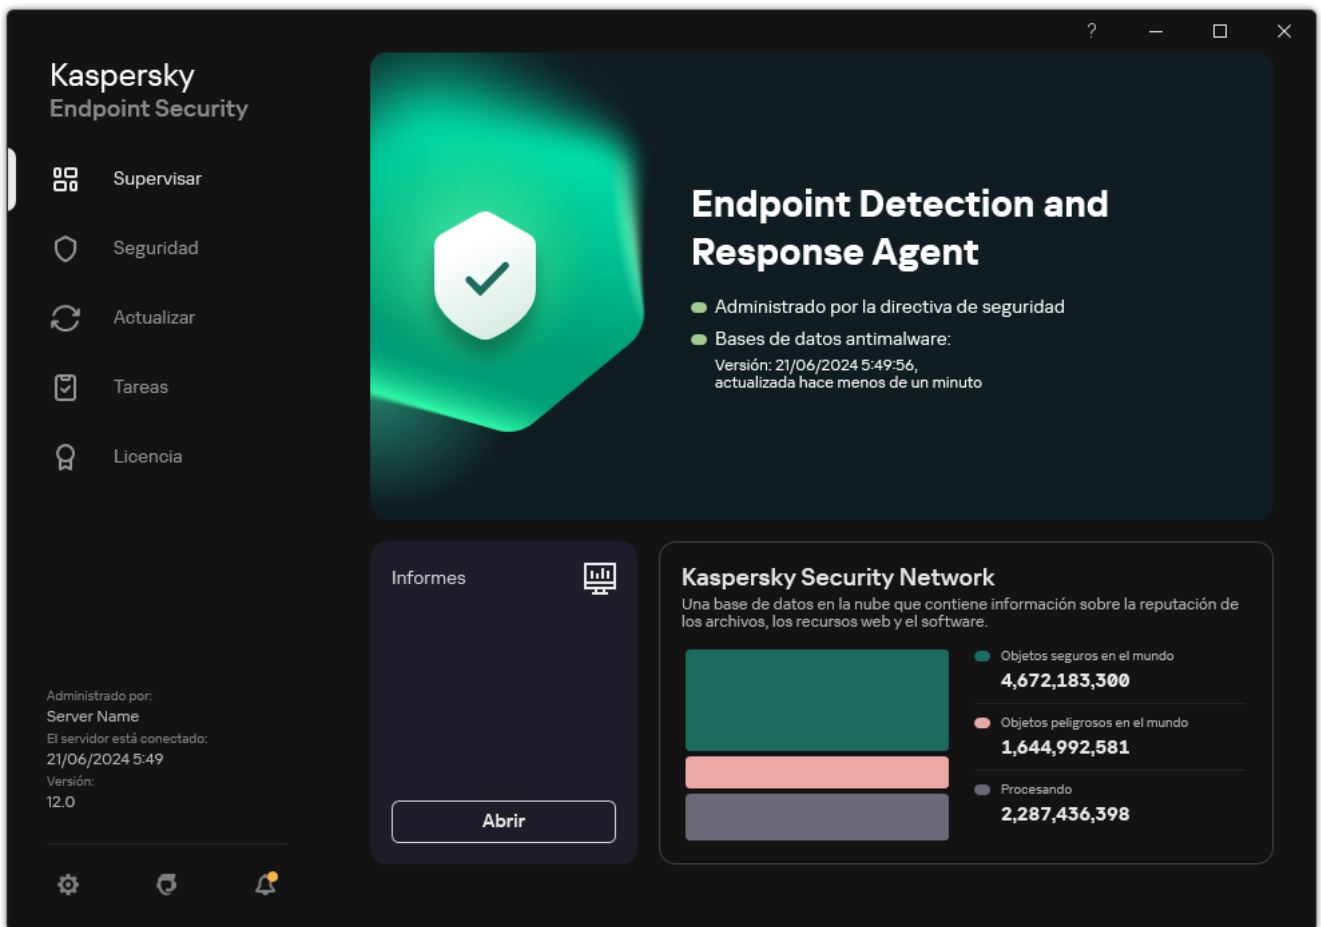 ?
Kaspersky
Endpoint Security
Supervisar
Seguridad
Actualizar
Tareas
Licencia
Administrado por:
Server Name
El servidor está conectado:
21/06/2024 5:49
Versión:
12.0
Endpoint Detection and
Response Agent
Administrado por la directiva de seguridad
Bases de datos antimalware:
Versión: 21/06/2024 5:49:56,
actualizada hace menos de un minuto
Informes
Abrir
Kaspersky Security Network
Una base de datos en la nube que contiene información sobre la reputación de
los archivos, los recursos web y el software.
Objetos seguros en el mundo
4,672,183,300
Objetos peligrosos en el mundo
1,644,992,581
Procesando
2,287,436,398